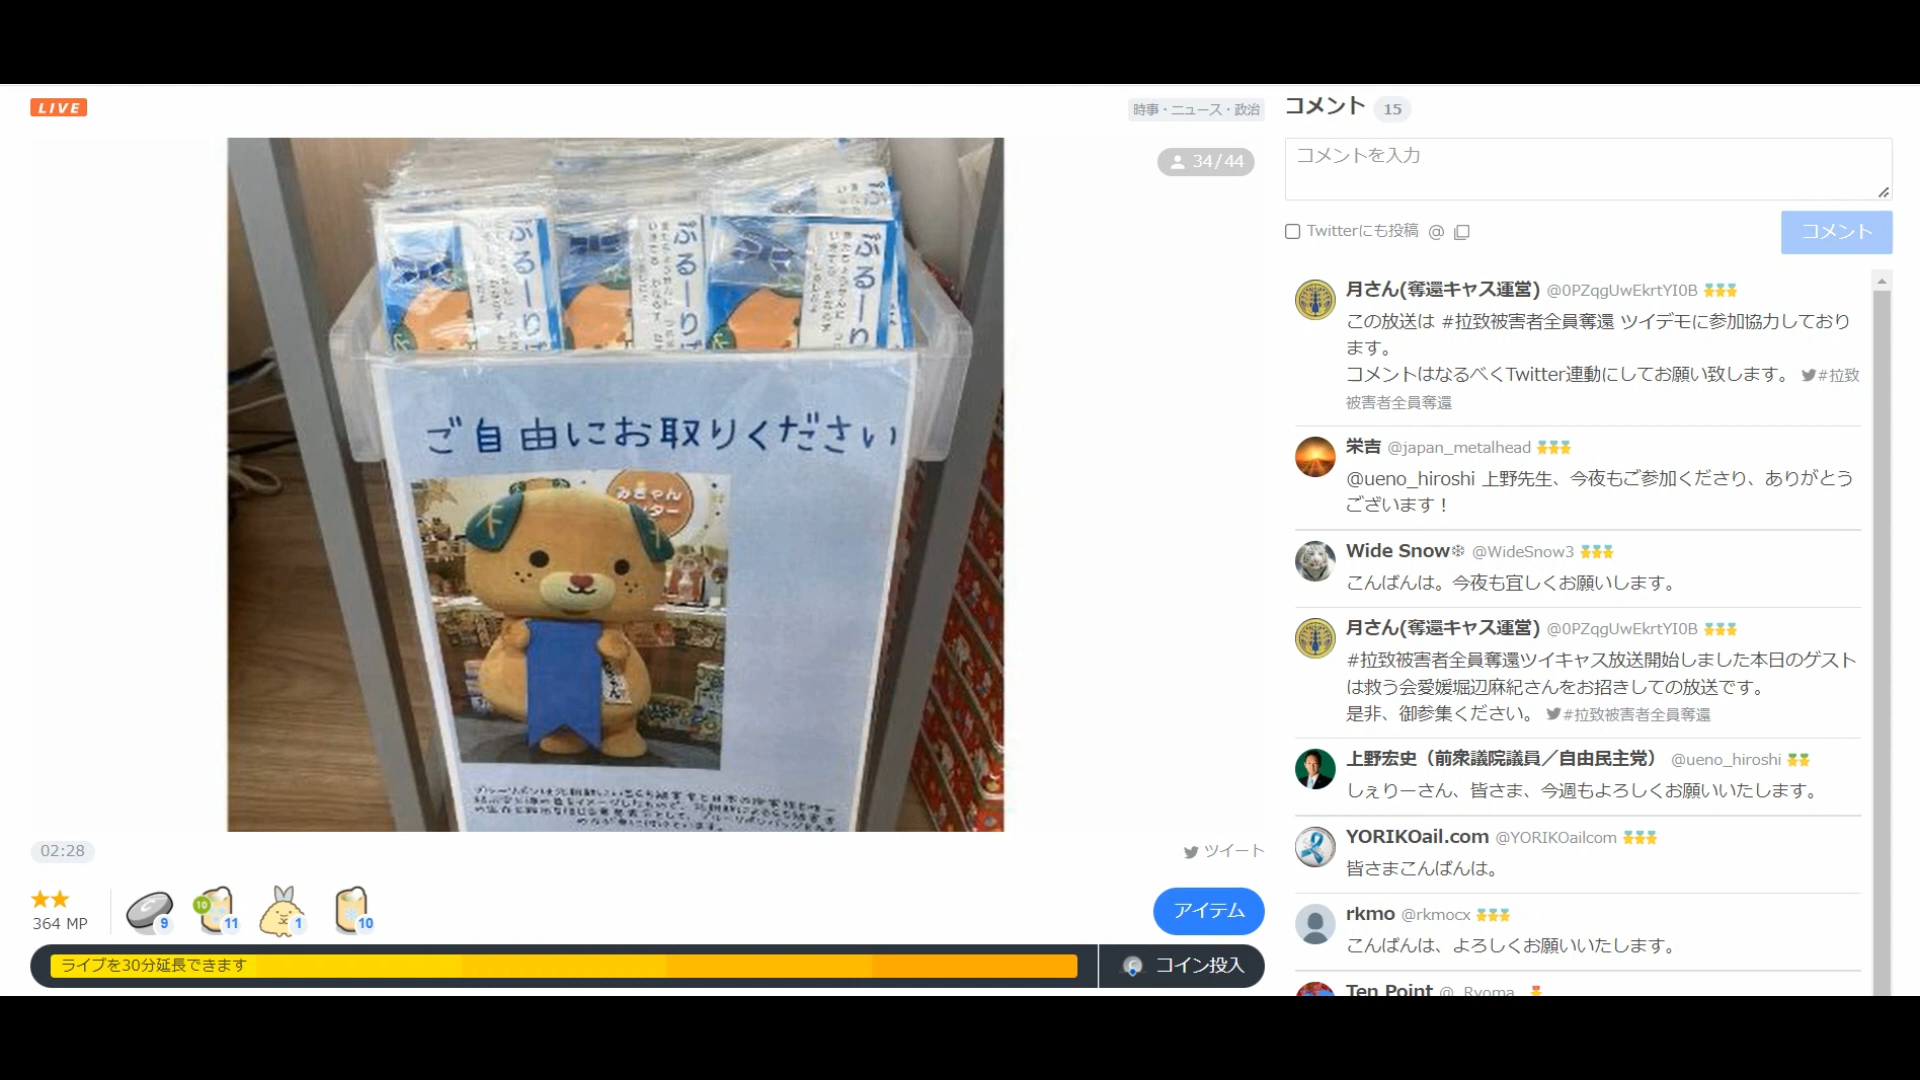 LIVE
時事・ニュース・政治
34/44
ぶるーり
ぶるーり
ぶるーり
ご自由にお取りください
みきゃん
02:28
ツイート
364 MP
9
10
11
1
10
アイテム
ライブを30分延長できます
コイン投入
コメント 15
コメントを入力
Twitterにも投稿 @
コメント
月さん(奪還キャス運営) @0PZqgUwEkrtYI0B
この放送は #拉致被害者全員奪還 ツイデモに参加協力しており
ます。
コメントはなるべくTwitter連動にしてお願い致します。 #拉致
被害者全員奪還
栄吉 @japan_metalhead
@ueno_hiroshi 上野先生、今夜もご参加くださり、ありがとう
ございます！
Wide Snow❄ @WideSnow3
こんばんは。今夜も宜しくお願いします。
月さん(奪還キャス運営) @0PZqgUwEkrtYI0B
#拉致被害者全員奪還ツイキャス放送開始しました本日のゲスト
は救う会愛媛堀辺麻紀さんをお招きしての放送です。
是非、御参集ください。 #拉致被害者全員奪還
上野宏史（前衆議院議員／自由民主党） @ueno_hiroshi
しぇりーさん、皆さま、今週もよろしくお願いいたします。
YORIKOail.com @YORIKOailcom
皆さまこんばんは。
rkmo @rkmocx
こんばんは、よろしくお願いいたします。
Ten Point @_Ryoma_